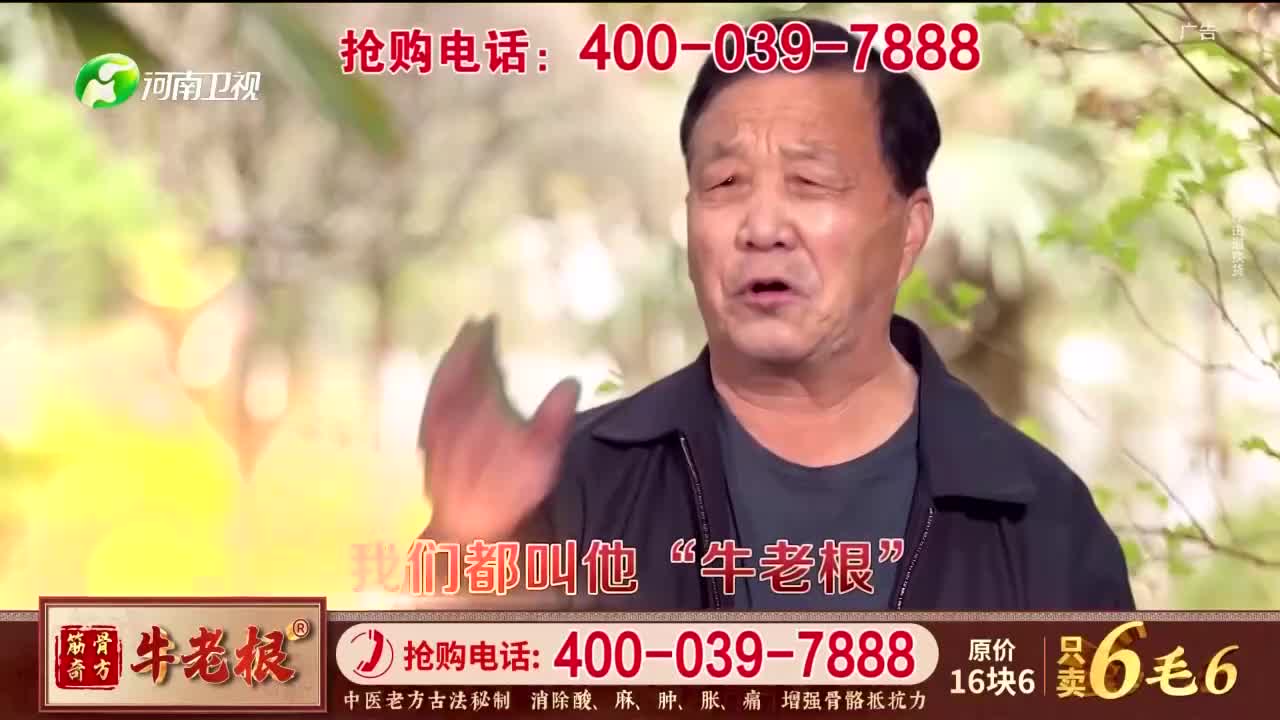 抢购电话：400-039-7888
广告
河南卫视
我们都叫他“牛老根”
筋骨奇方
牛老根®
抢购电话：400-039-7888
中医老方古法秘制 消除酸、麻、肿、胀、痛 增强骨骼抵抗力
原价
16块6
只卖
6毛6